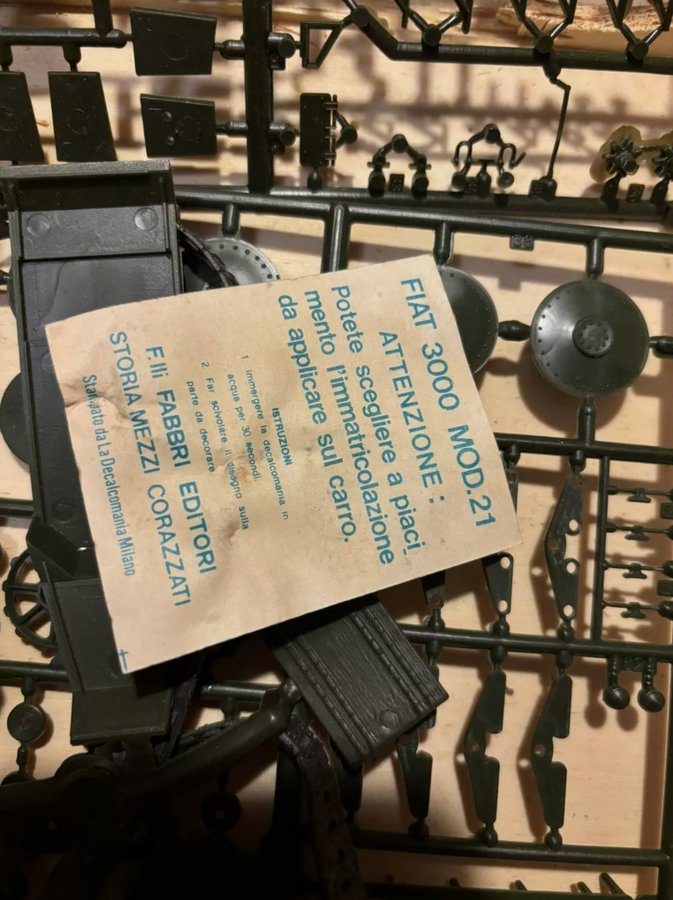 FIAT 3000 MOD.21
ATTENZIONE :
Potete scegliere a piaci_
mento l'immatricolazione
da applicare sul carro.
ISTRUZIONI
1. Immergere la decalcomania in
acqua per 30 secondi.
2. Far scivolare il disegno sulla
parte da decorare.
F.lli FABBRI EDITORI
STORIA MEZZI CORAZZATI
Stampato da La Decalcomania Milano